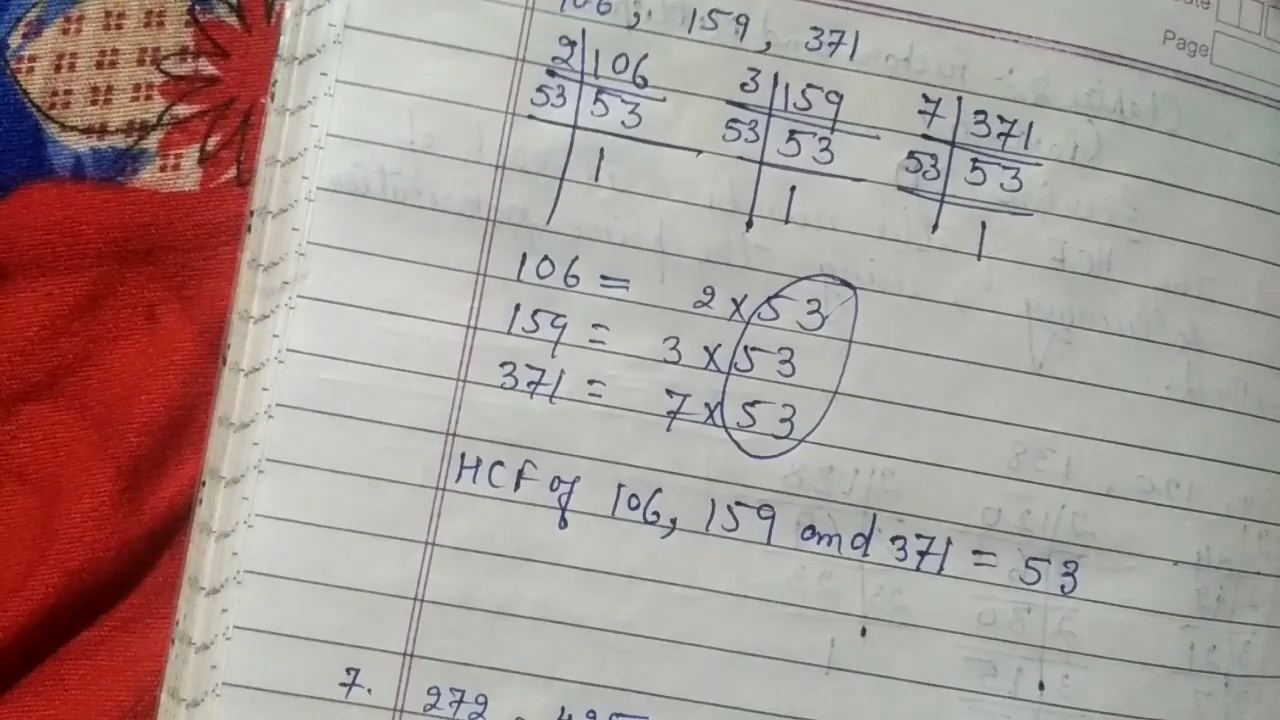 106, 159, 371
2 106 3 159 7 371
53 53 53 53 53 53
1 1 1
106 = 2 x 53
159 = 3 x 53
371 = 7 x 53
HCF of 106, 159 and 371 = 53
7. 272,
Page